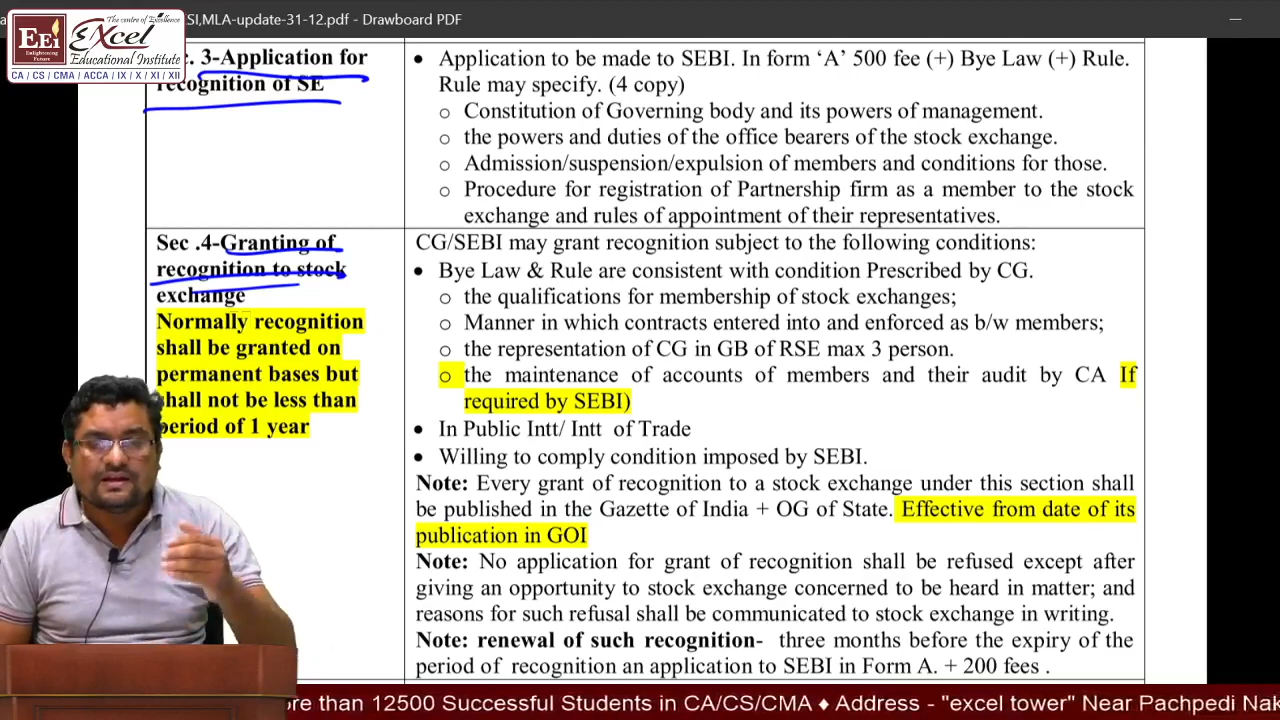 SI,MLA-update-31-12.pdf - Drawboard PDF
EEi
Enlightening
Future
The centre of Excellence
Excel
Educational Institute
CA / CS / CMA / ACCA / IX / X / XI / XII
c. 3-Application for
recognition of SE
• Application to be made to SEBI. In form ‘A’ 500 fee (+) Bye Law (+) Rule.
Rule may specify. (4 copy)
o Constitution of Governing body and its powers of management.
o the powers and duties of the office bearers of the stock exchange.
o Admission/suspension/expulsion of members and conditions for those.
o Procedure for registration of Partnership firm as a member to the stock
exchange and rules of appointment of their representatives.
Sec .4-Granting of
recognition to stock
exchange
Normally recognition
shall be granted on
permanent bases but
shall not be less than
period of 1 year
CG/SEBI may grant recognition subject to the following conditions:
• Bye Law & Rule are consistent with condition Prescribed by CG.
o the qualifications for membership of stock exchanges;
o Manner in which contracts entered into and enforced as b/w members;
o the representation of CG in GB of RSE max 3 person.
o the maintenance of accounts of members and their audit by CA If
required by SEBI)
• In Public Intt/ Intt of Trade
• Willing to comply condition imposed by SEBI.
Note: Every grant of recognition to a stock exchange under this section shall
be published in the Gazette of India + OG of State. Effective from date of its
publication in GOI
Note: No application for grant of recognition shall be refused except after
giving an opportunity to stock exchange concerned to be heard in matter; and
reasons for such refusal shall be communicated to stock exchange in writing.
Note: renewal of such recognition- three months before the expiry of the
period of recognition an application to SEBI in Form A. + 200 fees .
ore than 12500 Successful Students in CA/CS/CMA ♦ Address - "excel tower" Near Pachpedi Nak